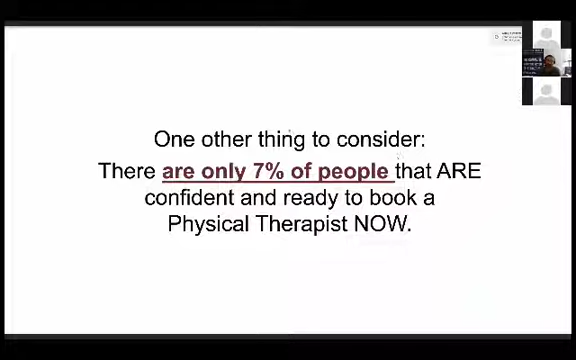 One other thing to consider:
There are only 7% of people that ARE
confident and ready to book a
Physical Therapist NOW.